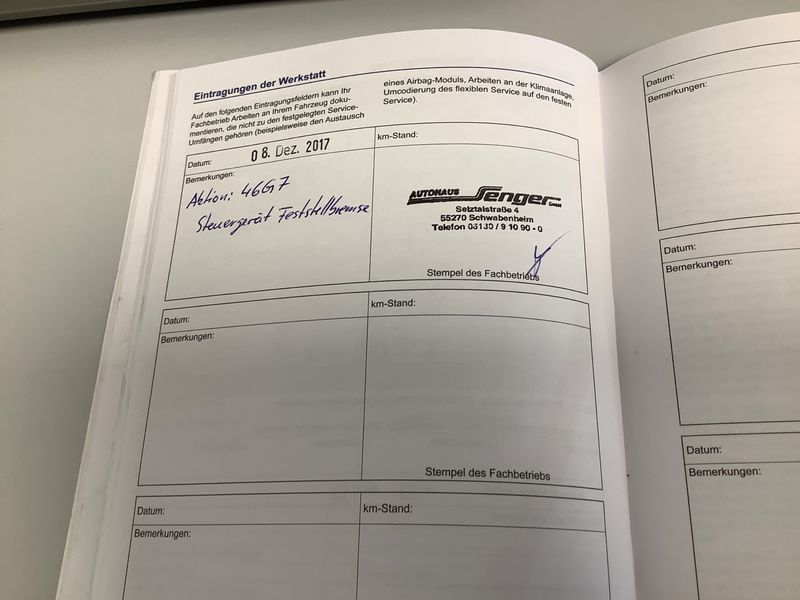 Eintragungen der Werkstatt
Auf den folgenden Eintragungsfeldern kann Ihr
Fachbetrieb Arbeiten an Ihrem Fahrzeug doku-
mentieren, die nicht zu den festgelegten Service-
Umfängen gehören (beispielsweise den Austausch
eines Airbag-Moduls, Arbeiten an der Klimaanlage,
Umcodierung des flexiblen Service auf den festen
Service).
Datum: 08. Dez. 2017
km-Stand:
Bemerkungen:
Aktion: 46G7
Steuergerät Feststellbremse
AUTOHAUS Senger GmbH
Selztalstraße 4
55270 Schwabenheim
Telefon 06130 / 9 10 90 - 0
Stempel des Fachbetriebs
Datum:
km-Stand:
Bemerkungen:
Stempel des Fachbetriebs
Datum:
km-Stand:
Bemerkungen:
Datum:
Bemerkungen:
Datum:
Bemerkungen:
Datum:
Bemerkungen: